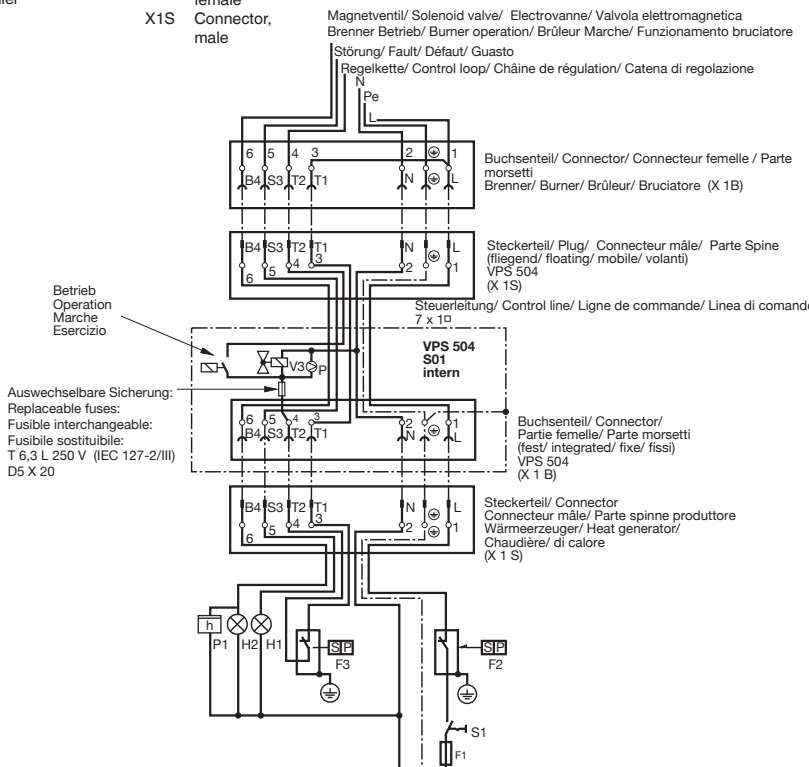 female
X1S Connector,
male
Magnetventil/ Solenoid valve/ Electrovanne/ Valvola elettromagnetica
Brenner Betrieb/ Burner operation/ Brûleur Marche/ Funzionamento bruciatore
Störung/ Fault/ Défaut/ Guasto
Regelkette/ Control loop/ Chaîne de régulation/ Catena di regolazione
N
Pe
L
6 5 4 3 2 1
B4 S3 T2 T1 N L
Buchsenteil/ Connector/ Connecteur femelle / Parte
morsetti
Brenner/ Burner/ Brûleur/ Bruciatore (X 1B)
B4 S3 T2 T1 N L
6 5 4 3 2 1
Steckerteil/ Plug/ Connecteur mâle/ Parte Spine
(fliegend/ floating/ mobile/ volanti)
VPS 504
(X 1S)
Steuerleitung/ Control line/ Ligne de commande/ Linea di comando
7 x 1□
Betrieb
Operation
Marche
Esercizio
V3 P
VPS 504
S01
intern
Auswechselbare Sicherung:
Replaceable fuses:
Fusible interchangeable:
Fusibile sostituibile:
T 6,3 L 250 V (IEC 127-2/III)
D5 X 20
6 5 4 3 2 1
B4 S3 T2 T1 N L
Buchsenteil/ Connector/
Partie femelle/ Parte morsetti
(fest/ integrated/ fixe/ fissi)
VPS 504
(X 1 B)
B4 S3 T2 T1 N L
6 5 4 3 2 1
Steckerteil/ Connector
Connecteur mâle/ Parte spinne produttore
Wärmeerzeuger/ Heat generator/
Chaudière/ di calore
(X 1 S)
h
P1 H2 H1
S P
F3
S P
F2
S1
F1